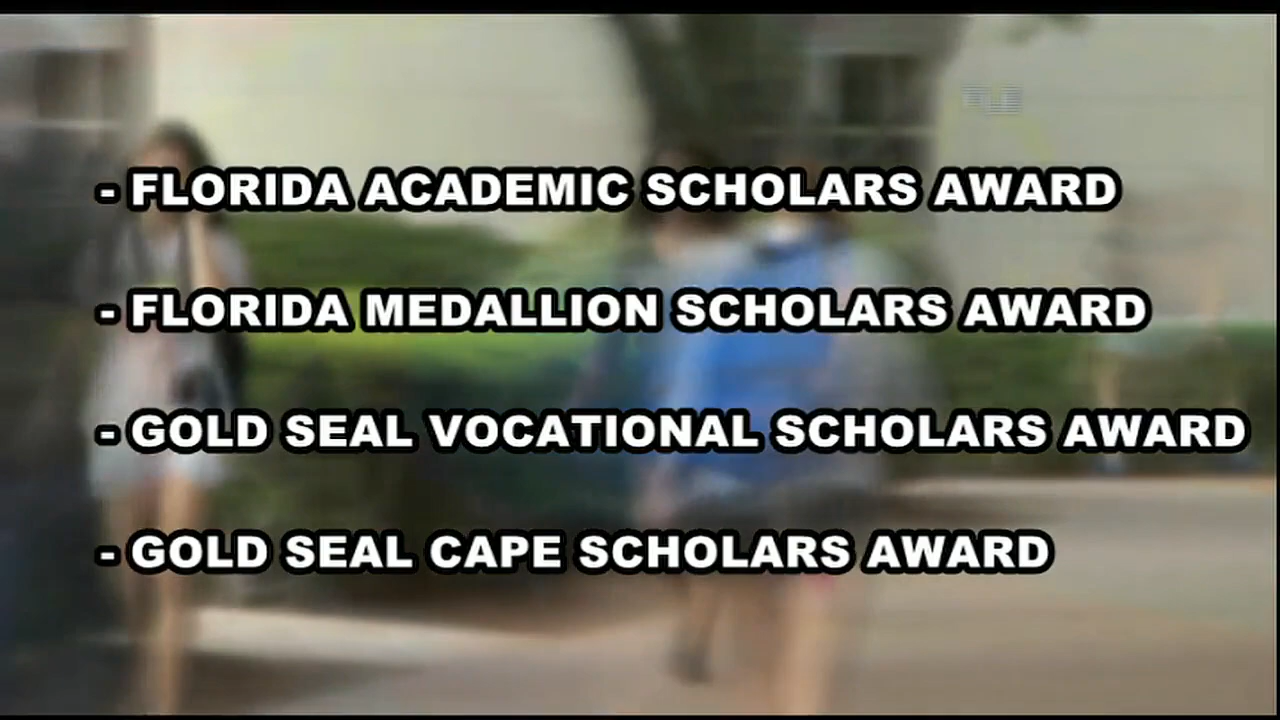 - FLORIDA ACADEMIC SCHOLARS AWARD
- FLORIDA MEDALLION SCHOLARS AWARD
- GOLD SEAL VOCATIONAL SCHOLARS AWARD
- GOLD SEAL CAPE SCHOLARS AWARD